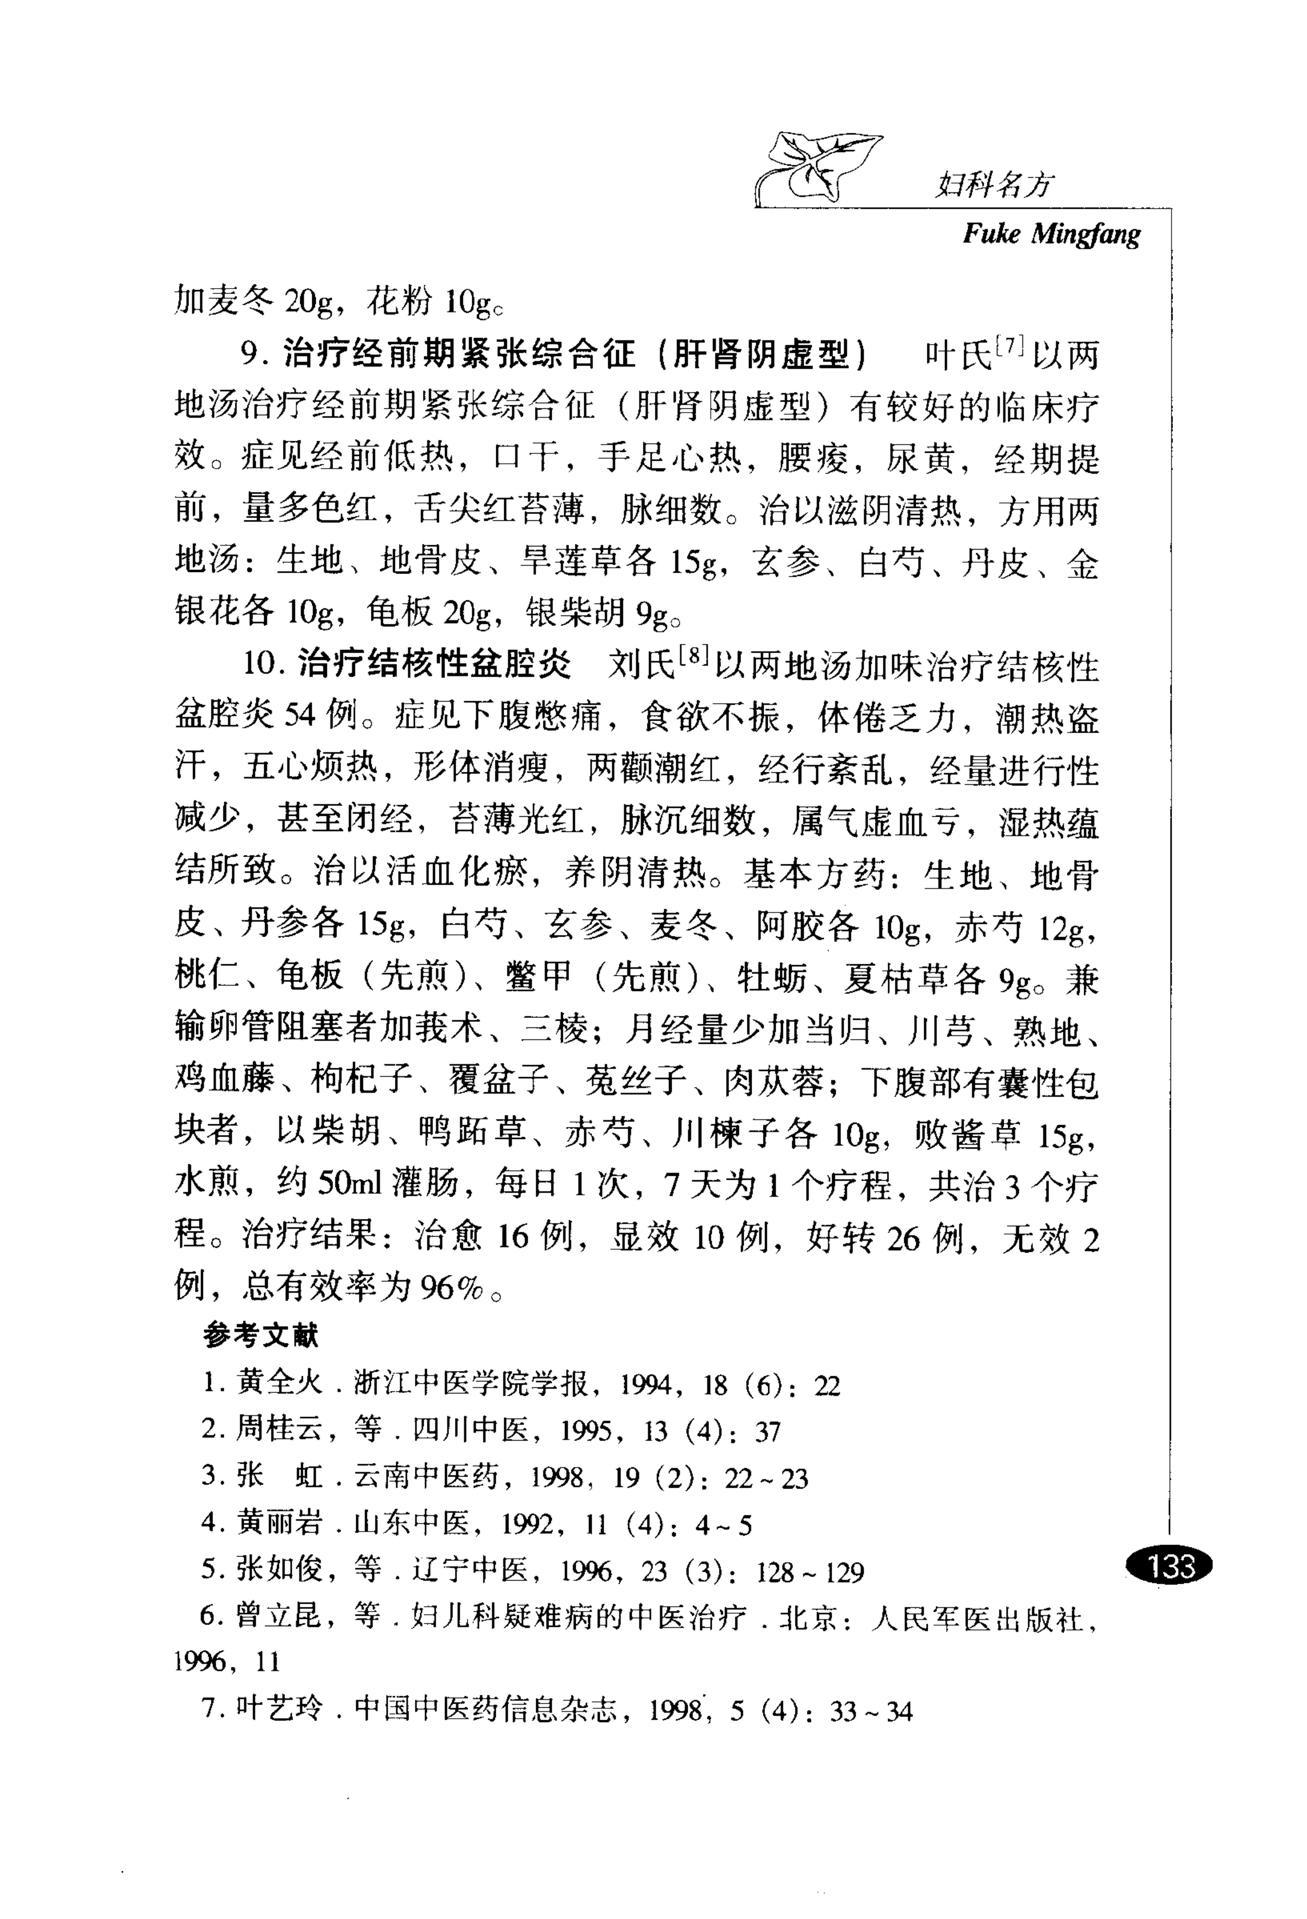 妇科名方
Fuke Mingfang
加麦冬 20g，花粉 10g。
9. 治疗经前期紧张综合征（肝肾阴虚型） 叶氏[7]以两
地汤治疗经前期紧张综合征（肝肾阴虚型）有较好的临床疗
效。症见经前低热，口干，手足心热，腰痠，尿黄，经期提
前，量多色红，舌尖红苔薄，脉细数。治以滋阴清热，方用两
地汤：生地、地骨皮、旱莲草各 15g，玄参、白芍、丹皮、金
银花各 10g，龟板 20g，银柴胡 9g。
10. 治疗结核性盆腔炎 刘氏[8]以两地汤加味治疗结核性
盆腔炎 54 例。症见下腹憋痛，食欲不振，体倦乏力，潮热盗
汗，五心烦热，形体消瘦，两颧潮红，经行紊乱，经量进行性
减少，甚至闭经，苔薄光红，脉沉细数，属气虚血亏，湿热蕴
结所致。治以活血化瘀，养阴清热。基本方药：生地、地骨
皮、丹参各 15g，白芍、玄参、麦冬、阿胶各 10g，赤芍 12g，
桃仁、龟板（先煎）、鳖甲（先煎）、牡蛎、夏枯草各 9g。兼
输卵管阻塞者加莪术、三棱；月经量少加当归、川芎、熟地、
鸡血藤、枸杞子、覆盆子、菟丝子、肉苁蓉；下腹部有囊性包
块者，以柴胡、鸭跖草、赤芍、川楝子各 10g，败酱草 15g，
水煎，约 50ml 灌肠，每日 1 次，7 天为 1 个疗程，共治 3 个疗
程。治疗结果：治愈 16 例，显效 10 例，好转 26 例，无效 2
例，总有效率为 96%。
参考文献
1. 黄全火．浙江中医学院学报，1994，18（6）：22
2. 周桂云，等．四川中医，1995，13（4）：37
3. 张　虹．云南中医药，1998，19（2）：22～23
4. 黄丽岩．山东中医，1992，11（4）：4～5
5. 张如俊，等．辽宁中医，1996，23（3）：128～129
6. 曾立昆，等．妇儿科疑难病的中医治疗．北京：人民军医出版社，
1996，11
7. 叶艺玲．中国中医药信息杂志，1998，5（4）：33～34
133